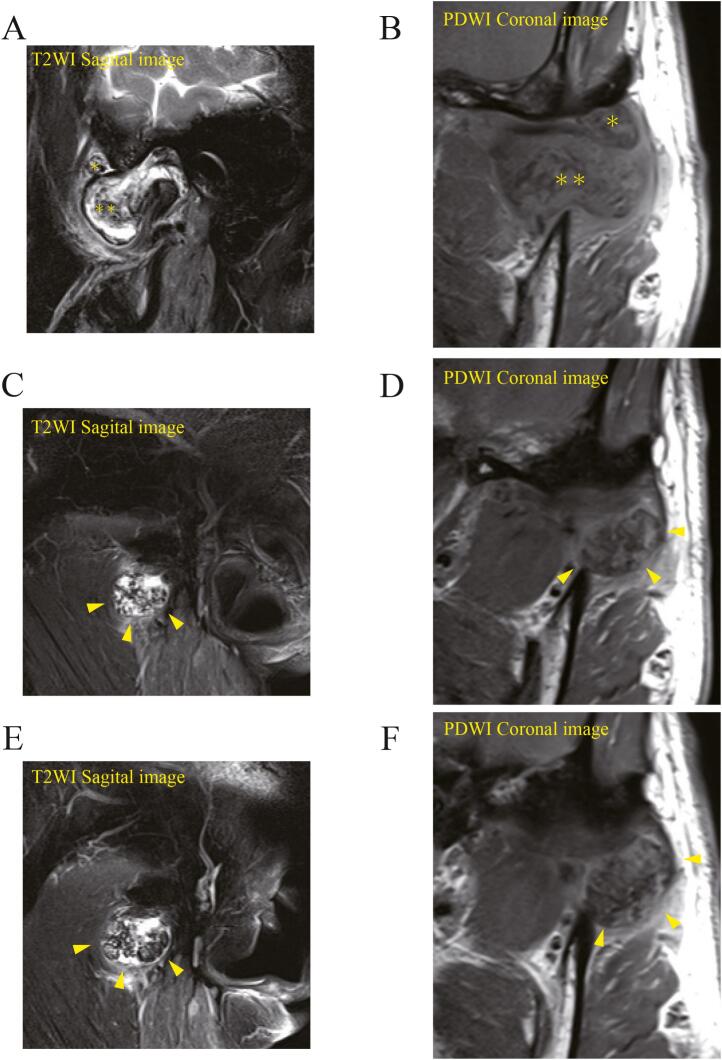 A
T2WI Sagital image
*
**
B
PDWI Coronal image
*
**
C
T2WI Sagital image
D
PDWI Coronal image
E
T2WI Sagital image
F
PDWI Coronal image